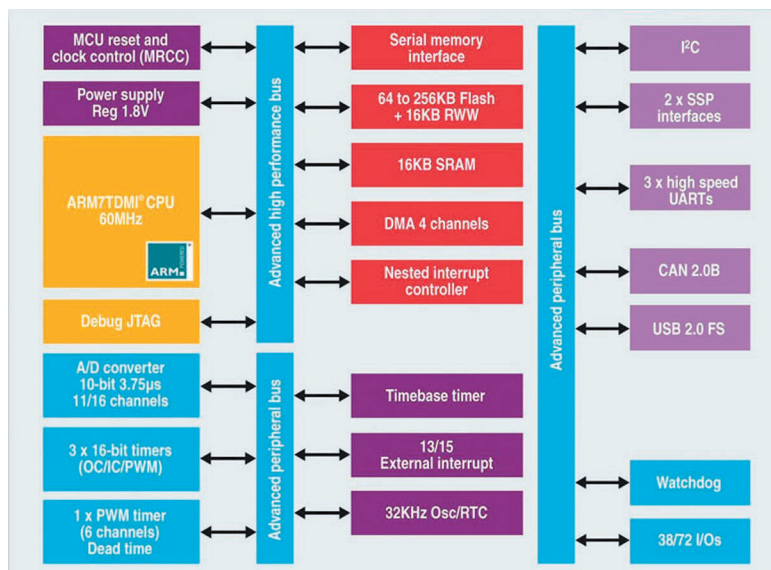 MCU reset and
clock control (MRCC)
Power supply
Reg 1.8V
ARM7TDMI® CPU
60MHz
ARM
POWERED
Debug JTAG
A/D converter
10-bit 3.75µs
11/16 channels
3 x 16-bit timers
(OC/IC/PWM)
1 x PWM timer
(6 channels)
Dead time
Advanced high performance bus
Advanced peripheral bus
Serial memory
interface
64 to 256KB Flash
+ 16KB RWW
16KB SRAM
DMA 4 channels
Nested interrupt
controller
Timebase timer
13/15
External interrupt
32KHz Osc/RTC
Advanced peripheral bus
I²C
2 x SSP
interfaces
3 x high speed
UARTs
CAN 2.0B
USB 2.0 FS
Watchdog
38/72 I/Os